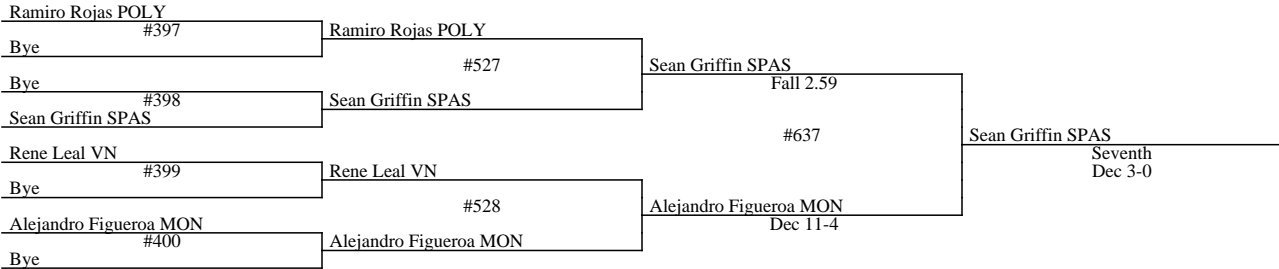 Ramiro Rojas POLY
#397
Bye
Bye
#398
Sean Griffin SPAS
Rene Leal VN
#399
Bye
Alejandro Figueroa MON
#400
Bye
Ramiro Rojas POLY
#527
Sean Griffin SPAS
Rene Leal VN
#528
Alejandro Figueroa MON
Sean Griffin SPAS
Fall 2.59
#637
Alejandro Figueroa MON
Dec 11-4
Sean Griffin SPAS
Seventh
Dec 3-0